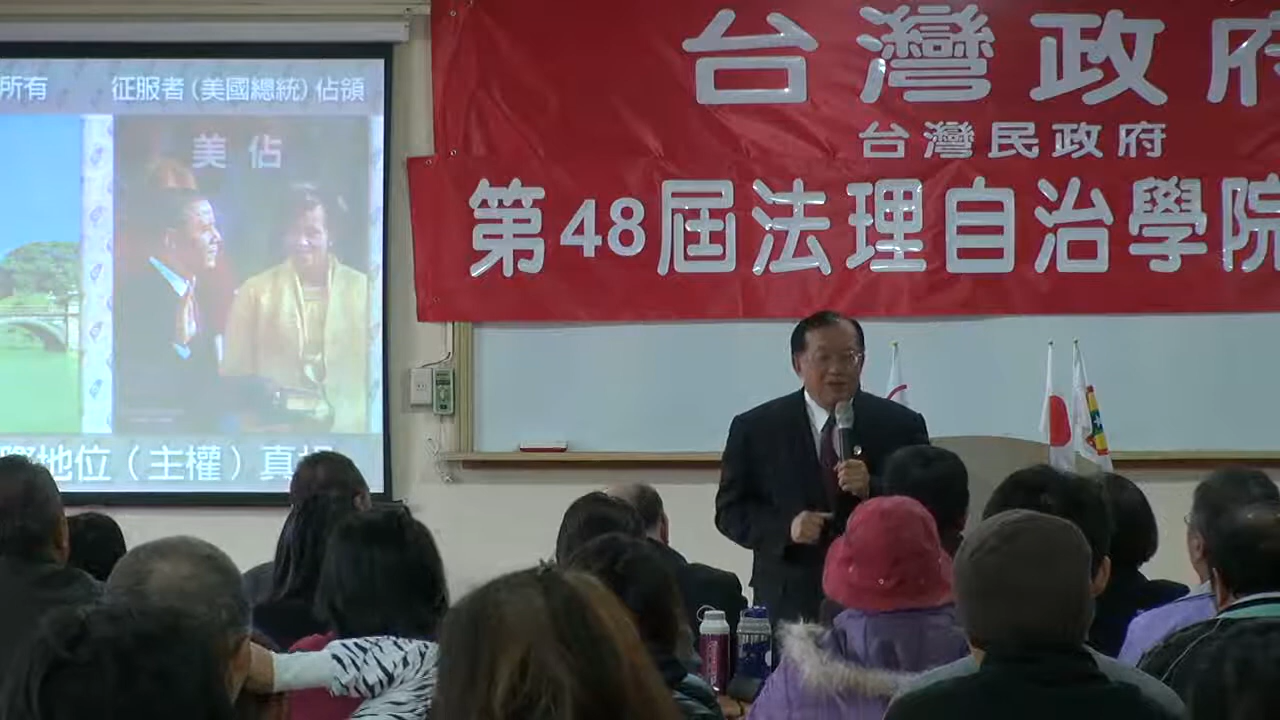 所有 征服者(美國總統)佔領
美佔
地位(主權)真
台灣政府
台灣民政府
第48屆法理自治學院